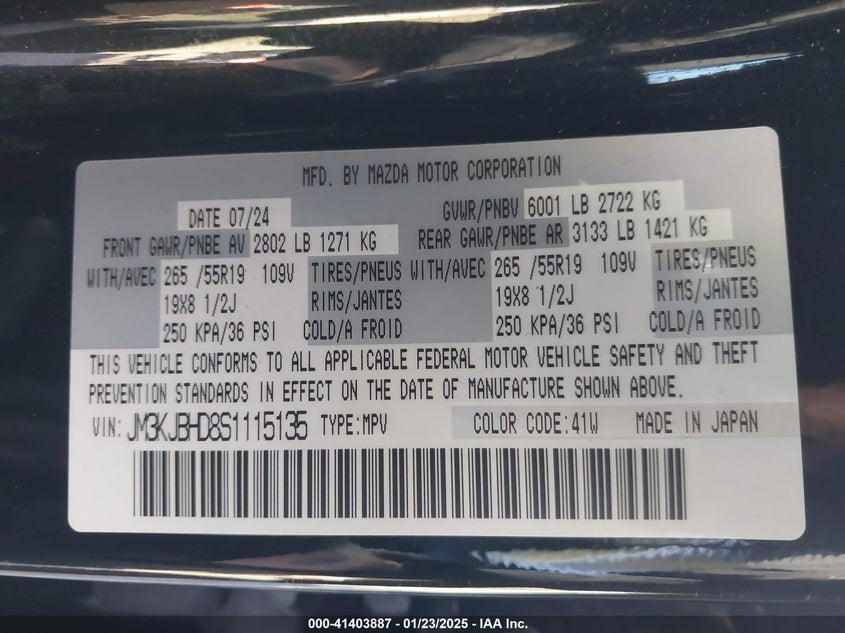 MFD. BY MAZDA MOTOR CORPORATION
DATE 07/24 GVWR/PNBV 6001 LB 2722 KG
FRONT GAWR/PNBE AV 2802 LB 1271 KG REAR GAWR/PNBE AR 3133 LB 1421 KG
WITH/AVEC 265 /55R19 109V TIRES/PNEUS WITH/AVEC 265 /55R19 109V TIRES/PNEUS
19X8 1/2J RIMS/JANTES 19X8 1/2J RIMS/JANTES
250 KPA/36 PSI COLD/A FROID 250 KPA/36 PSI COLD/A FROID
THIS VEHICLE CONFORMS TO ALL APPLICABLE FEDERAL MOTOR VEHICLE SAFETY AND THEFT
PREVENTION STANDARDS IN EFFECT ON THE DATE OF MANUFACTURE SHOWN ABOVE.
VIN: JM3KJBHD8S1115135 TYPE:MPV COLOR CODE:41W MADE IN JAPAN
000-41403887 - 01/23/2025 - IAA Inc.